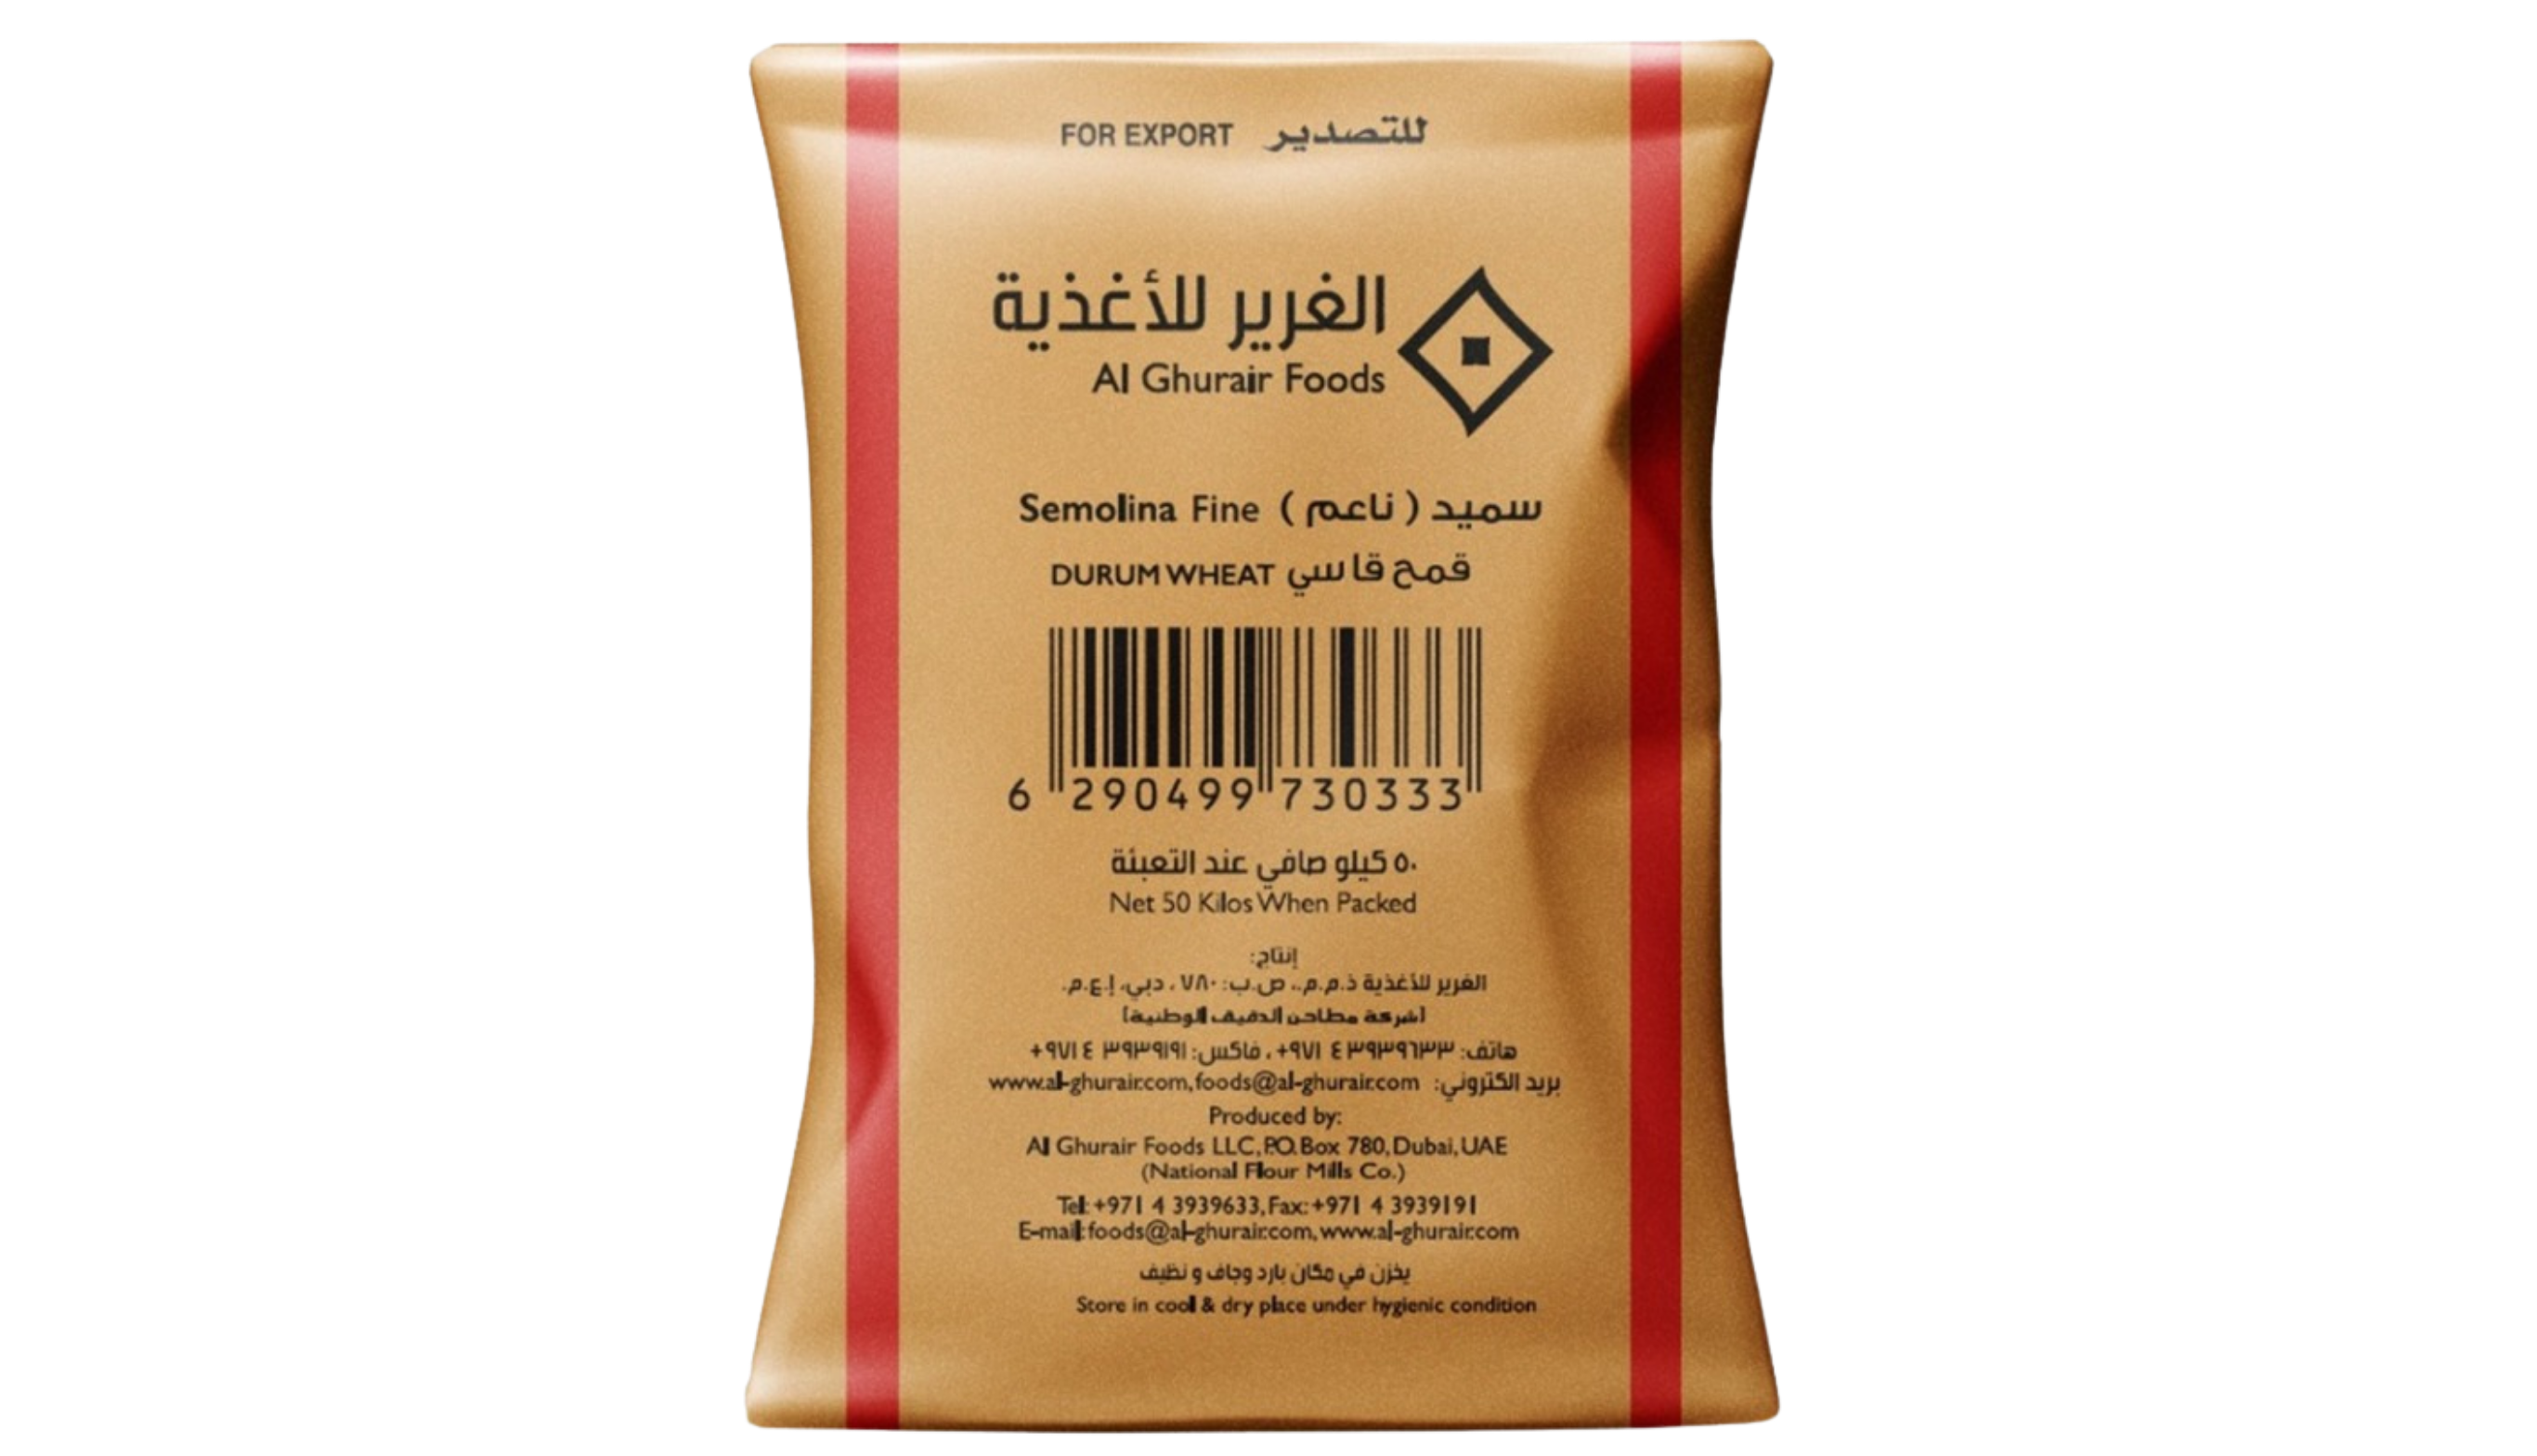 FOR EXPORT للتصدير
الغرير للأغذية
Al Ghurair Foods
Semolina Fine سميد ( ناعم )
DURUM WHEAT قمح قاسي
6 290499 730333
٥٠ كيلو صافي عند التعبئة
Net 50 Kilos When Packed
إنتاج:
الغرير للأغذية ذ.م.م.، ص.ب: ٧٨٠، دبي، إ.ع.م.
(شركة مطاحن الدقيق الوطنية)
هاتف: ٣٩٣٩٦٣٣ ٤ ٩٧١+، فاكس: ٣٩٣٩١٩١ ٤ ٩٧١+
بريد الكتروني: www.al-ghurair.com, foods@al-ghurair.com
Produced by:
Al Ghurair Foods LLC, P.O. Box 780, Dubai, UAE
(National Flour Mills Co.)
Tel: +971 4 3939633, Fax: +971 4 3939191
E-mail: foods@al-ghurair.com, www.al-ghurair.com
يخزن في مكان بارد وجاف و نظيف
Store in cool & dry place under hygienic condition